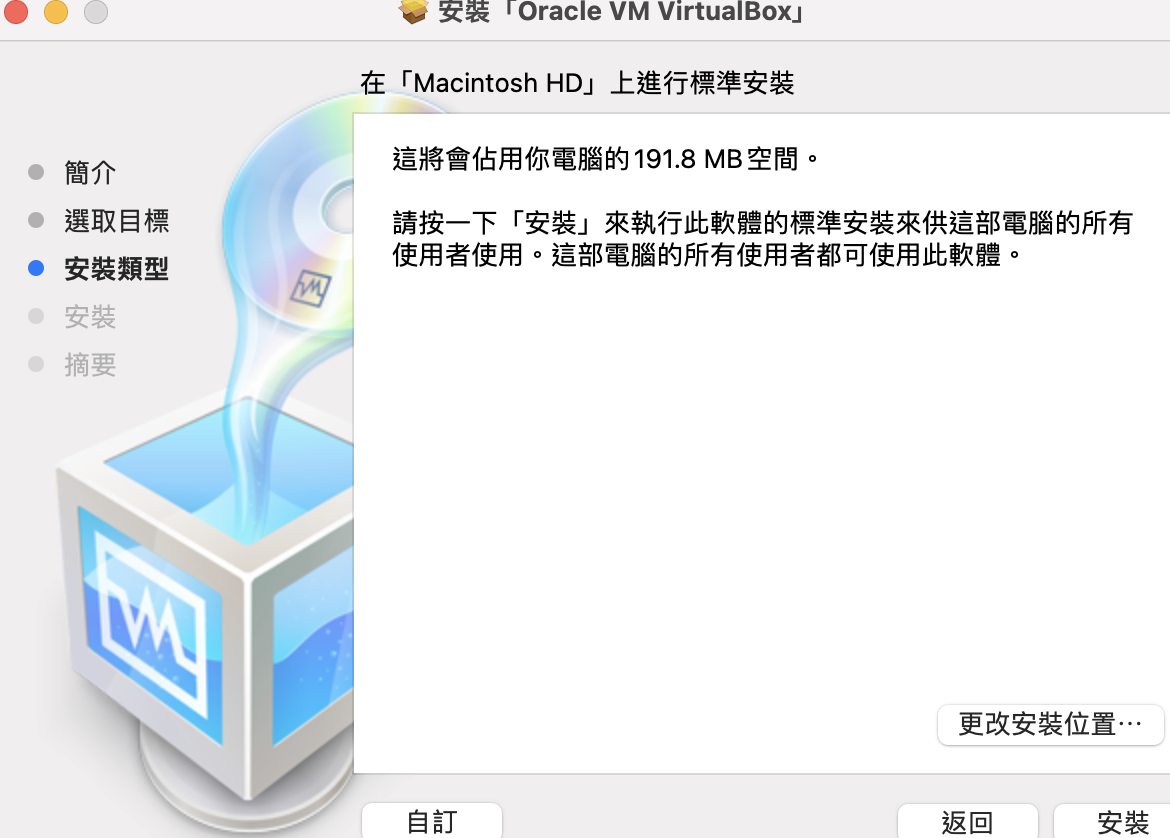 安裝「Oracle VM VirtualBox」
在「Macintosh HD」上進行標準安裝
簡介
選取目標
安裝類型
安裝
摘要
這將會佔用你電腦的191.8 MB空間。
請按一下「安裝」來執行此軟體的標準安裝來供這部電腦的所有
使用者使用。這部電腦的所有使用者都可使用此軟體。
更改安裝位置⋯
自訂
返回
安裝